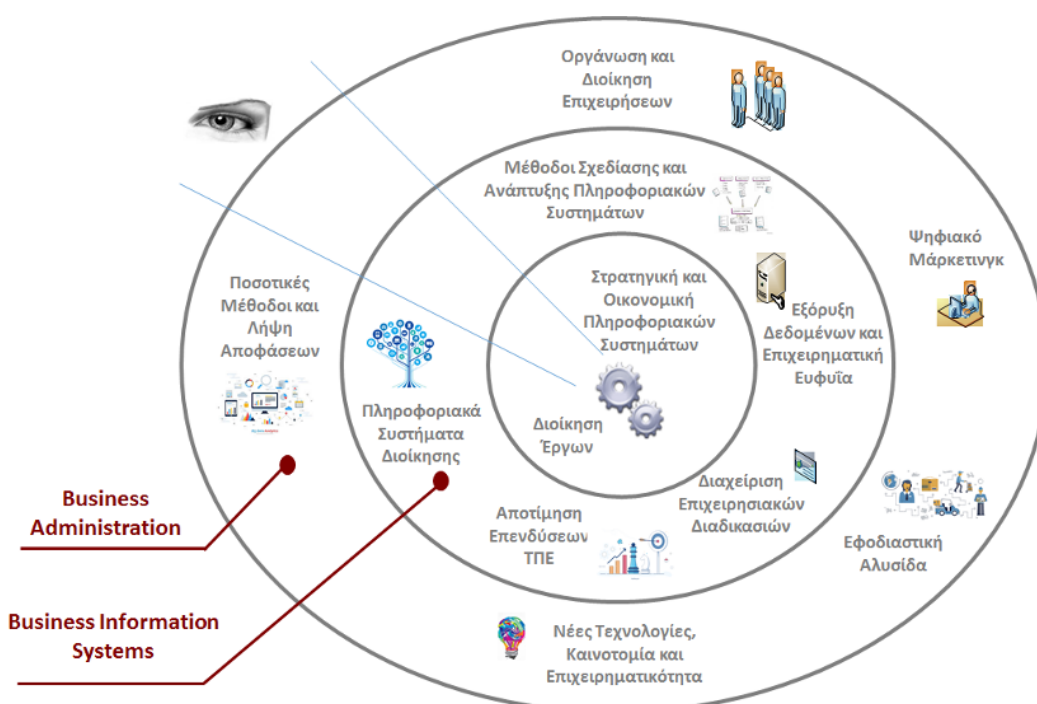 Οργάνωση και
Διοίκηση
Επιχειρήσεων
Μέθοδοι Σχεδίασης και
Ανάπτυξης Πληροφοριακών
Συστημάτων
Ψηφιακό
Μάρκετινγκ
Ποσοτικές
Μέθοδοι και
Λήψη
Αποφάσεων
Στρατηγική και
Οικονομική
Πληροφοριακών
Συστημάτων
Εξόρυξη
Δεδομένων και
Επιχειρηματική
Ευφυΐα
Πληροφοριακά
Συστήματα
Διοίκησης
Διοίκηση
Έργων
Διαχείριση
Επιχειρησιακών
Διαδικασιών
Business
Administration
Αποτίμηση
Επενδύσεων
ΤΠΕ
Εφοδιαστική
Αλυσίδα
Business Information
Systems
Νέες Τεχνολογίες,
Καινοτομία και
Επιχειρηματικότητα